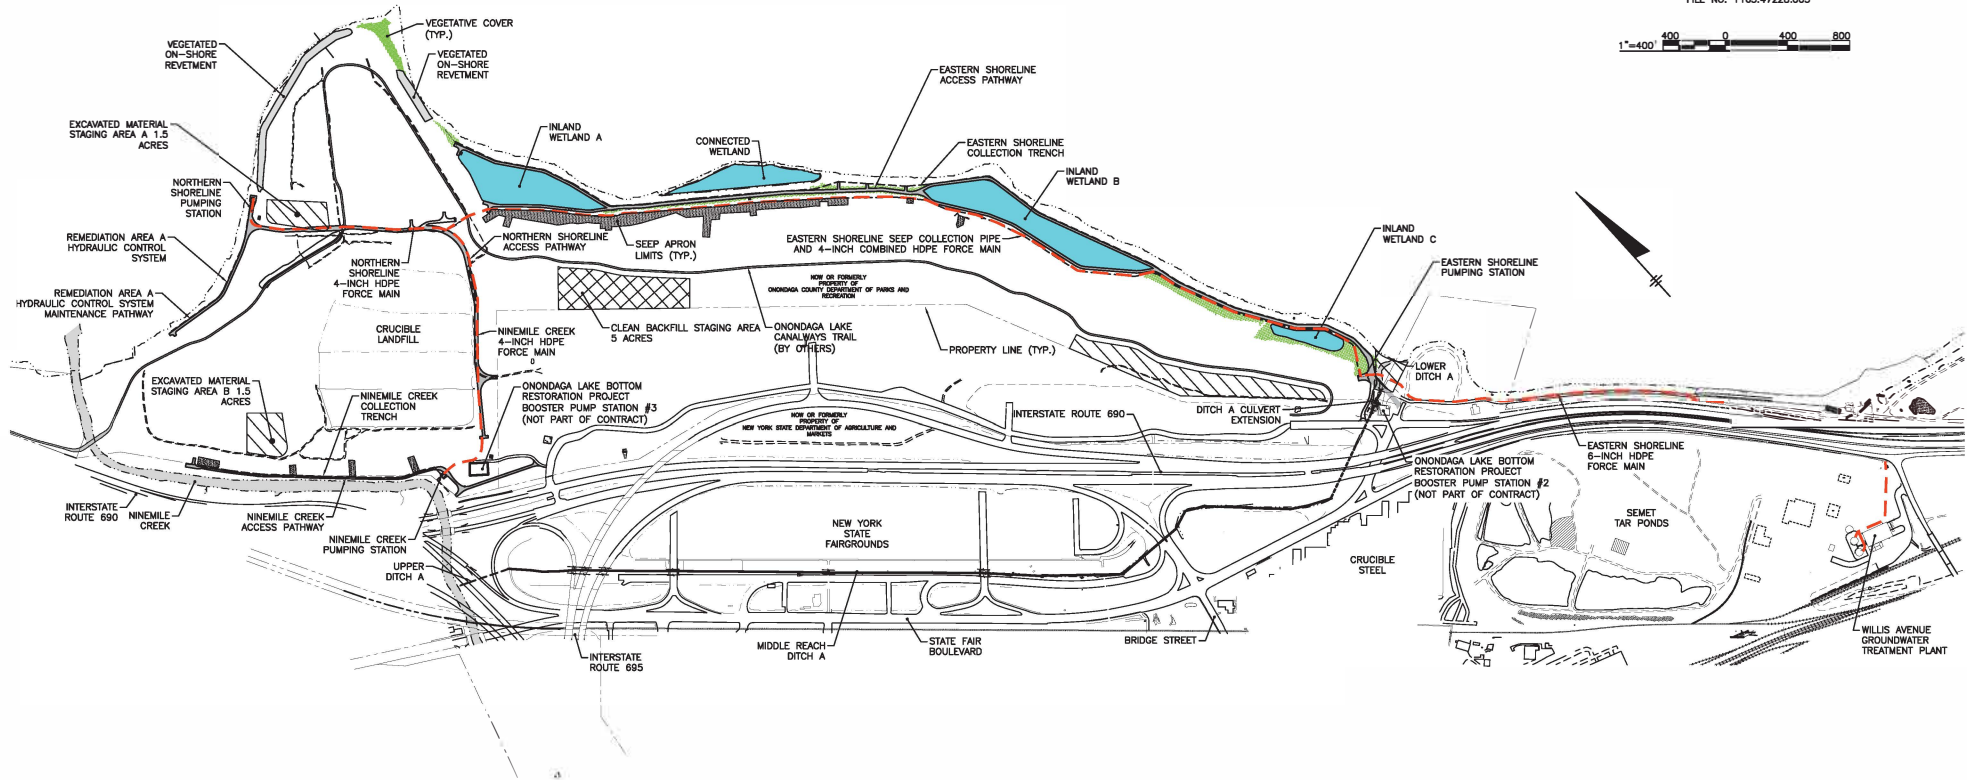 400 0 400 800
1"=400'
VEGETATIVE COVER
(TYP.)
VEGETATED
ON-SHORE
REVETMENT
VEGETATED
ON-SHORE
REVETMENT
EASTERN SHORELINE
ACCESS PATHWAY
EXCAVATED MATERIAL
STAGING AREA A 1.5
ACRES
INLAND
WETLAND A
CONNECTED
WETLAND
EASTERN SHORELINE
COLLECTION TRENCH
INLAND
WETLAND B
NORTHERN
SHORELINE
PUMPING
STATION
REMEDIATION AREA A
HYDRAULIC CONTROL
SYSTEM
NORTHERN SHORELINE
ACCESS PATHWAY
SEEP APRON
LIMITS (TYP.)
EASTERN SHORELINE SEEP COLLECTION PIPE
AND 4-INCH COMBINED HDPE FORCE MAIN
INLAND
WETLAND C
EASTERN SHORELINE
PUMPING STATION
NORTHERN
SHORELINE
4-INCH HDPE
FORCE MAIN
NOW OR FORMERLY
PROPERTY OF
ONONDAGA COUNTY DEPARTMENT OF PARKS AND
RECREATION
REMEDIATION AREA A
HYDRAULIC CONTROL SYSTEM
MAINTENANCE PATHWAY
CRUCIBLE
LANDFILL
NINEMILE CREEK
4-INCH HDPE
FORCE MAIN
CLEAN BACKFILL STAGING AREA
5 ACRES
ONONDAGA LAKE
CANALWAYS TRAIL
(BY OTHERS)
PROPERTY LINE (TYP.)
LOWER
DITCH A
EXCAVATED MATERIAL
STAGING AREA B 1.5
ACRES
NINEMILE CREEK
COLLECTION
TRENCH
ONONDAGA LAKE BOTTOM
RESTORATION PROJECT
BOOSTER PUMP STATION #3
(NOT PART OF CONTRACT)
NOW OR FORMERLY
PROPERTY OF
NEW YORK STATE DEPARTMENT OF AGRICULTURE AND
MARKETS
INTERSTATE ROUTE 690
DITCH A CULVERT
EXTENSION
EASTERN SHORELINE
6-INCH HDPE
FORCE MAIN
ONONDAGA LAKE BOTTOM
RESTORATION PROJECT
BOOSTER PUMP STATION #2
(NOT PART OF CONTRACT)
INTERSTATE
ROUTE 690
NINEMILE
CREEK
NINEMILE CREEK
ACCESS PATHWAY
NINEMILE CREEK
PUMPING STATION
NEW YORK
STATE
FAIRGROUNDS
SEMET
TAR PONDS
CRUCIBLE
STEEL
UPPER
DITCH A
INTERSTATE
ROUTE 695
MIDDLE REACH
DITCH A
STATE FAIR
BOULEVARD
BRIDGE STREET
WILLIS AVENUE
GROUNDWATER
TREATMENT PLANT